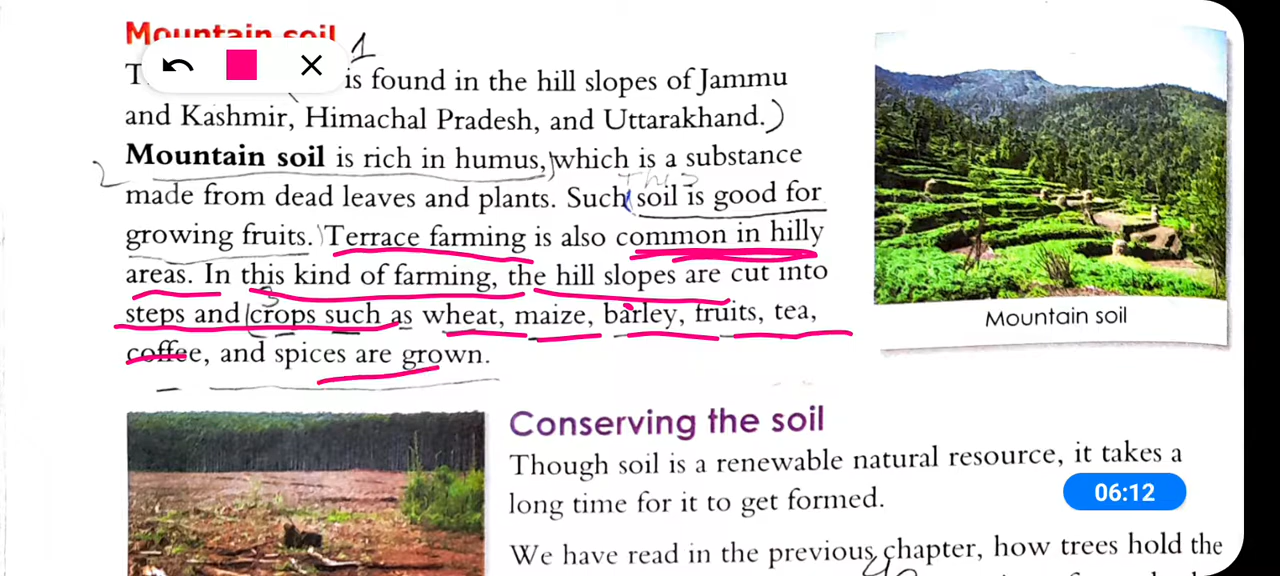 Mountain soil 1
is found in the hill slopes of Jammu
and Kashmir, Himachal Pradesh, and Uttarakhand.)
2 Mountain soil is rich in humus, which is a substance
This
made from dead leaves and plants. Such (soil is good for
growing fruits. Terrace farming is also common in hilly
areas. In this kind of farming, the hill slopes are cut into
3
steps and (crops such as wheat, maize, barley, fruits, tea,
coffee, and spices are grown.
Mountain soil
Conserving the soil
Though soil is a renewable natural resource, it takes a
long time for it to get formed.
06:12
We have read in the previous chapter, how trees hold the